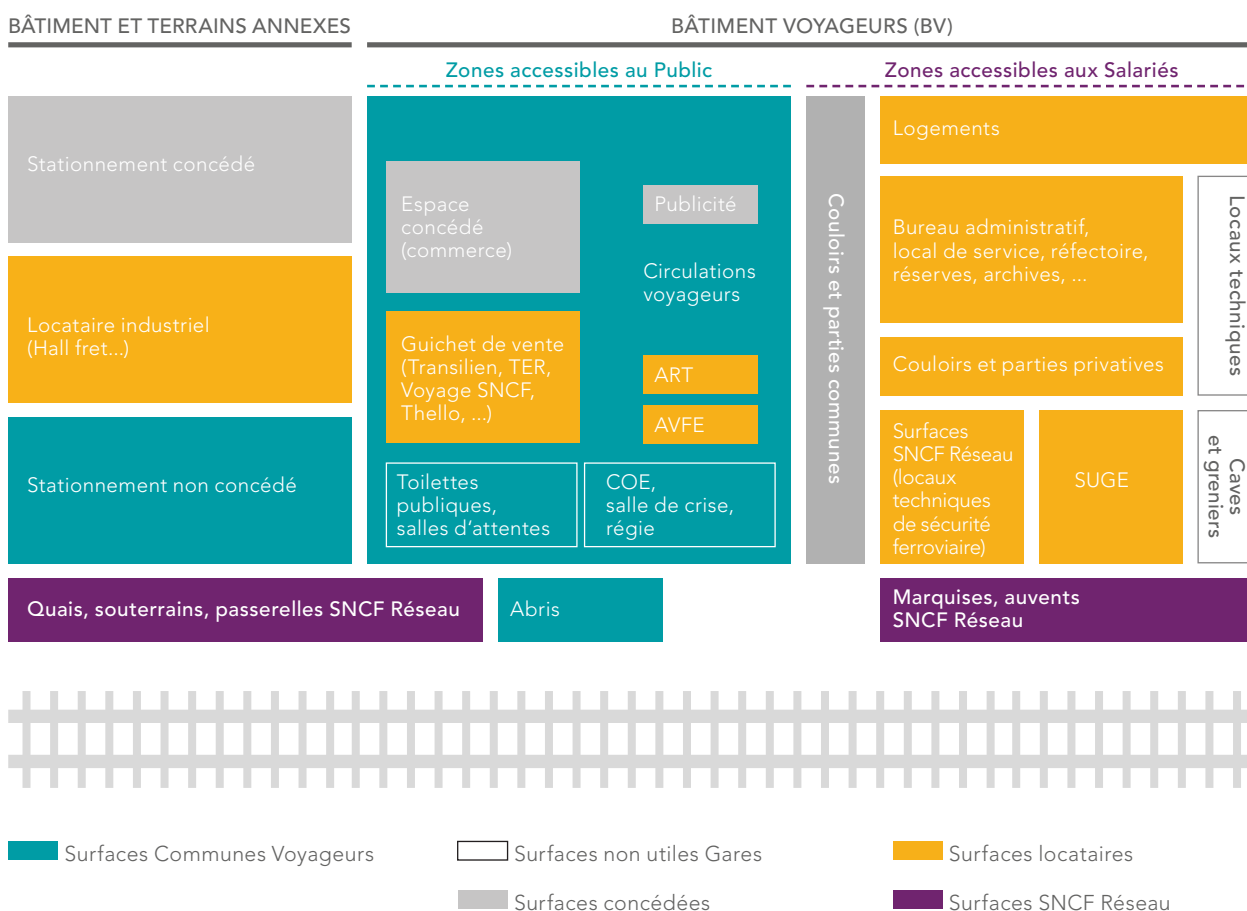 BÂTIMENT ET TERRAINS ANNEXES
BÂTIMENT VOYAGEURS (BV)
Zones accessibles au Public
Zones accessibles aux Salariés
Stationnement concédé
Locataire industriel
(Hall fret...)
Stationnement non concédé
Espace
concédé
(commerce)
Publicité
Circulations
voyageurs
Guichet de vente
(Transilien, TER,
Voyage SNCF,
Thello, ...)
ART
AVFE
Toilettes
publiques,
salles d'attentes
COE,
salle de crise,
régie
Couloirs et parties communes
Logements
Bureau administratif,
local de service, réfectoire,
réserves, archives, ...
Couloirs et parties privatives
Surfaces
SNCF Réseau
(locaux
techniques
de sécurité
ferroviaire)
SUGE
Locaux techniques
Caves
et greniers
Quais, souterrains, passerelles SNCF Réseau
Abris
Marquises, auvents
SNCF Réseau
Surfaces Communes Voyageurs
Surfaces non utiles Gares
Surfaces locataires
Surfaces concédées
Surfaces SNCF Réseau